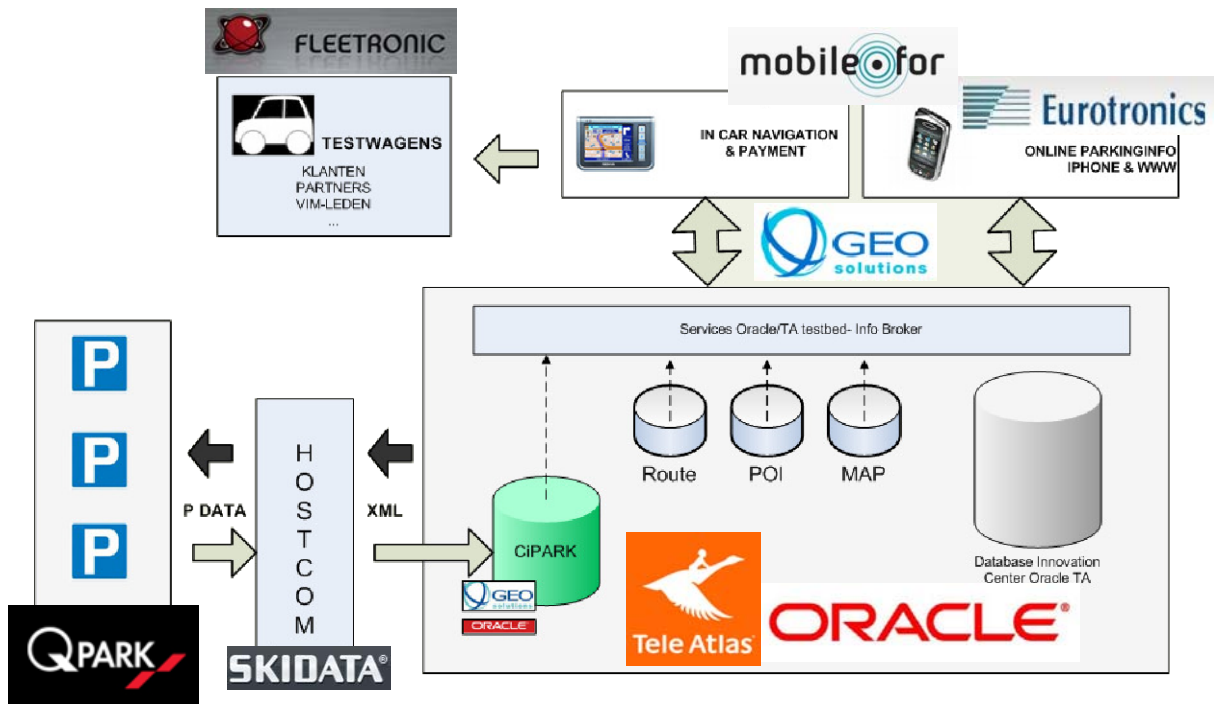 FLEETRONIC
TESTWAGENS
KLANTEN
PARTNERS
VIM-LEDEN
...
mobile for
IN CAR NAVIGATION
& PAYMENT
Eurotronics
ONLINE PARKINGINFO
IPHONE & WWW
GEO
solutions
Services Oracle/TA testbed- Info Broker
Route
POI
MAP
Database Innovation
Center Oracle TA
P
P
P
P DATA
HOSTCOM
XML
CiPARK
GEO
solutions
ORACLE
Tele Atlas
ORACLE®
QPARK
SKIDATA®